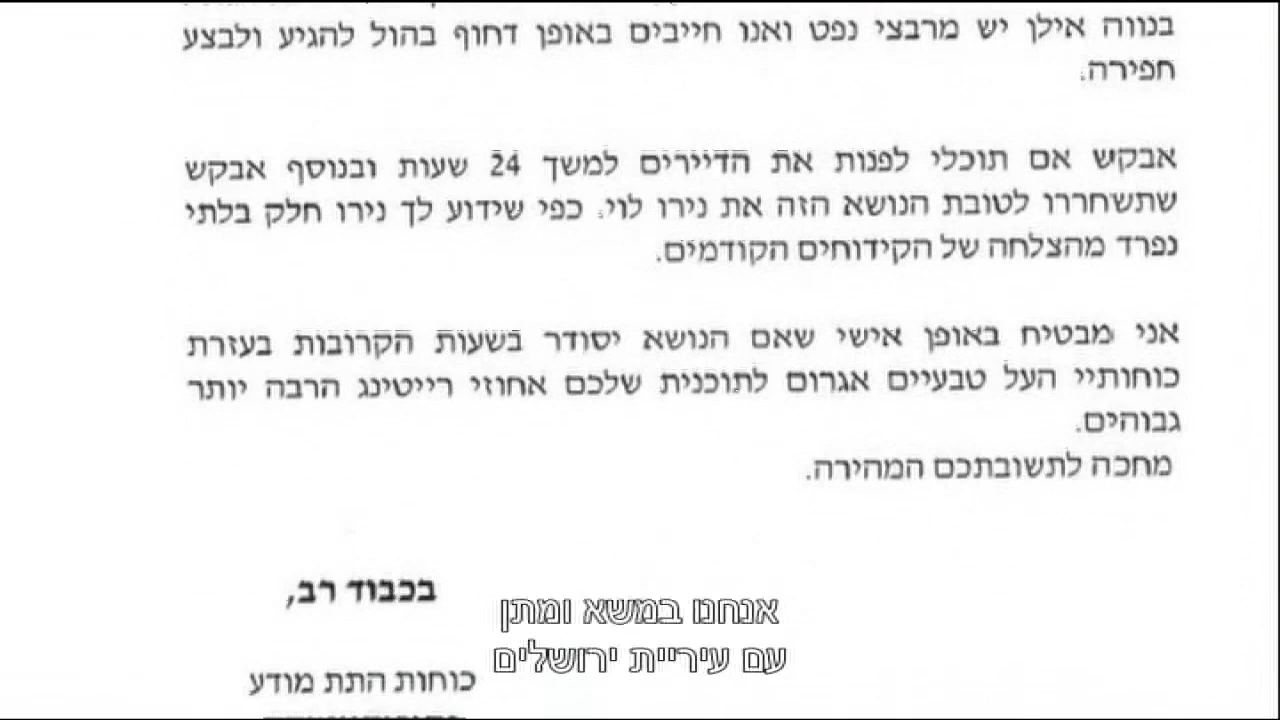 בנווה אילן יש מרבצי נפט ואנו חייבים באופן דחוף בהול להגיע ולבצע
חפירה.
אבקש אם תוכלי לפנות את הדיירים למשך 24 שעות ובנוסף אבקש
שתשחררו לטובת הנושא הזה את נירו לוי. כפי שידוע לך נירו חלק בלתי
נפרד מהצלחה של הקידוחים הקודמים.
אני מבטיח באופן אישי שאם הנושא יסודר בשעות הקרובות בעזרת
כוחותיי העל טבעיים אגרום לתוכנית שלכם אחוזי רייטינג הרבה יותר
גבוהים.
מחכה לתשובתכם המהירה.
בכבוד רב,
כוחות התת מודע
אנחנו במשא ומתן
עם עיריית ירושלים